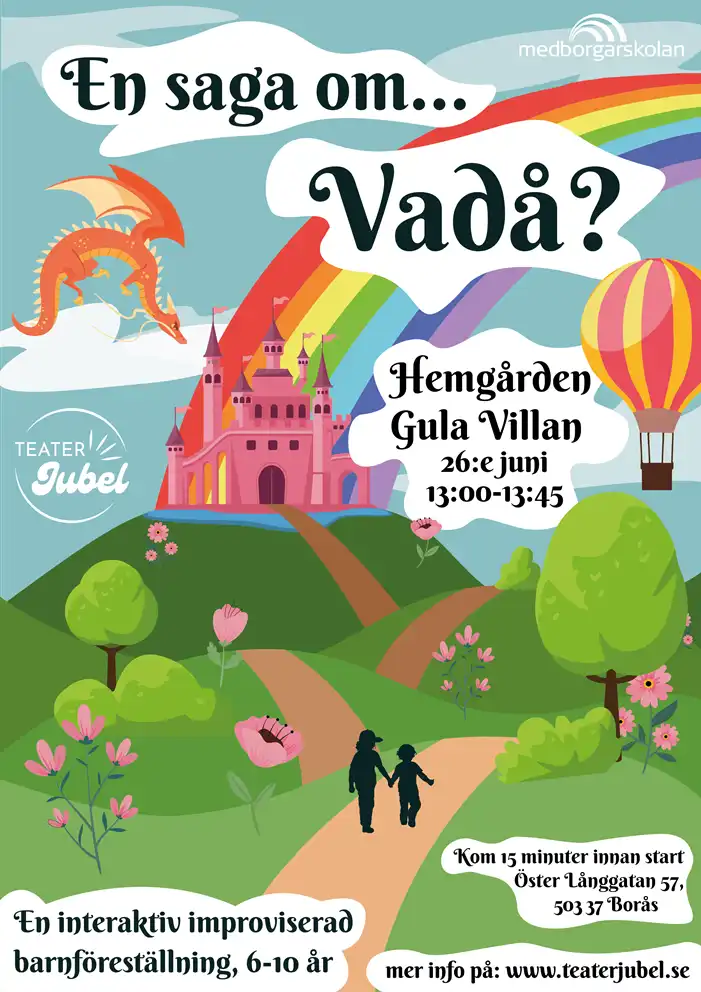 medborgarskolan
En saga om...
Vadå?
Hemgården
Gula Villan
26:e juni
13:00-13:45
TEATER
Jubel
Kom 15 minuter innan start
Öster Långgatan 57,
503 37 Borås
En interaktiv improviserad
barnföreställning, 6-10 år
mer info på: www.teaterjubel.se